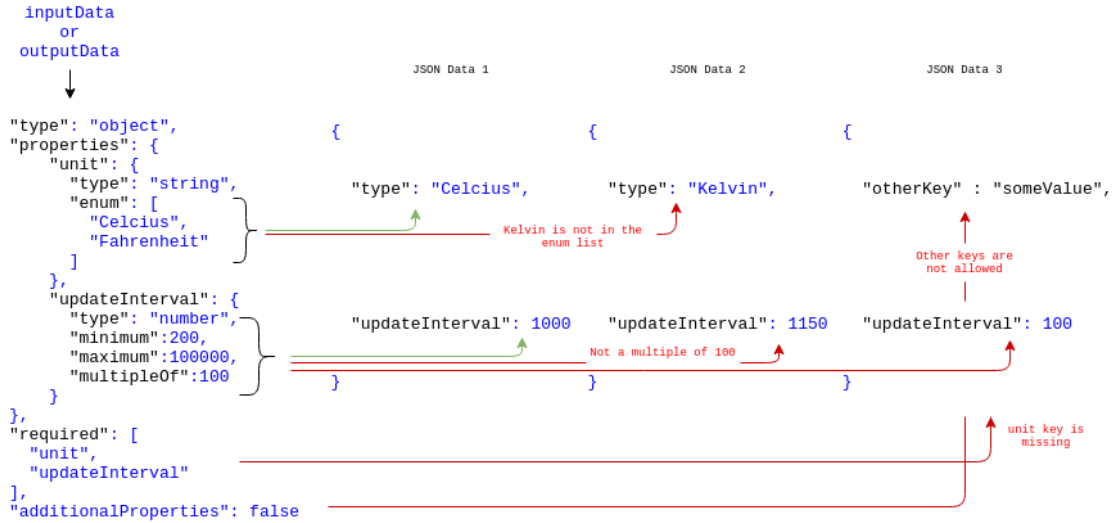 inputData
or
outputData
JSON Data 1
JSON Data 2
JSON Data 3
"type": "object",
"properties": {
"unit": {
"type": "string",
"enum": [
"Celcius",
"Fahrenheit"
]
},
"updateInterval": {
"type": "number",
"minimum":200,
"maximum":100000,
"multipleOf":100
}
},
"required": [
"unit",
"updateInterval"
],
"additionalProperties": false
{
"type": "Celcius",
"updateInterval": 1000
}
{
"type": "Kelvin",
Kelvin is not in the
enum list
"updateInterval": 1150
Not a multiple of 100
}
{
"otherKey" : "someValue",
Other keys are
not allowed
"updateInterval": 100
}
unit key is
missing